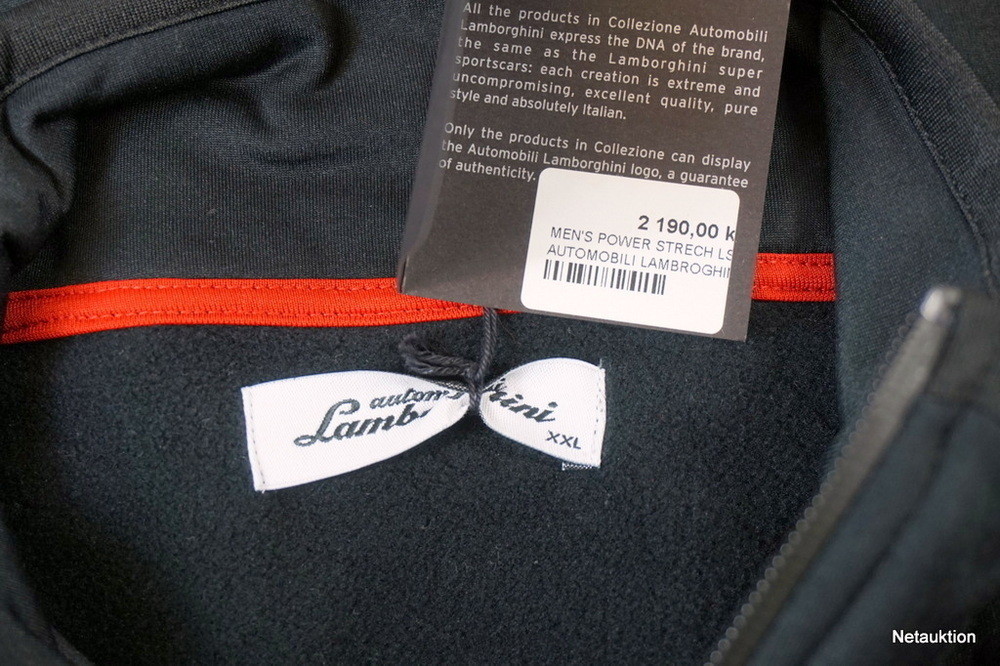 All the products in Collezione Automobili
Lamborghini express the DNA of the brand,
the same as the Lamborghini super
sportscars: each creation is extreme and
uncompromising, excellent quality, pure
style and absolutely Italian.
Only the products in Collezione can display
the Automobili Lamborghini logo, a guarantee
of authenticity.
2 190,00 k
MEN'S POWER STRECH LS
AUTOMOBILI LAMBROGHI
XXL
Netauktion